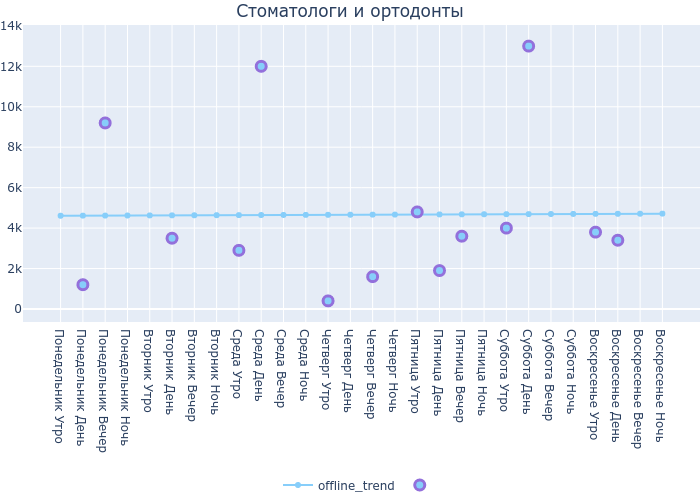 Стоматологи и ортодонты
14k
12k
10k
8k
6k
4k
2k
0
Понедельник Утро
Понедельник День
Понедельник Вечер
Понедельник Ночь
Вторник Утро
Вторник День
Вторник Вечер
Вторник Ночь
Среда Утро
Среда День
Среда Вечер
Среда Ночь
Четверг Утро
Четверг День
Четверг Вечер
Четверг Ночь
Пятница Утро
Пятница День
Пятница Вечер
Пятница Ночь
Суббота Утро
Суббота День
Суббота Вечер
Суббота Ночь
Воскресенье Утро
Воскресенье День
Воскресенье Вечер
Воскресенье Ночь
offline_trend